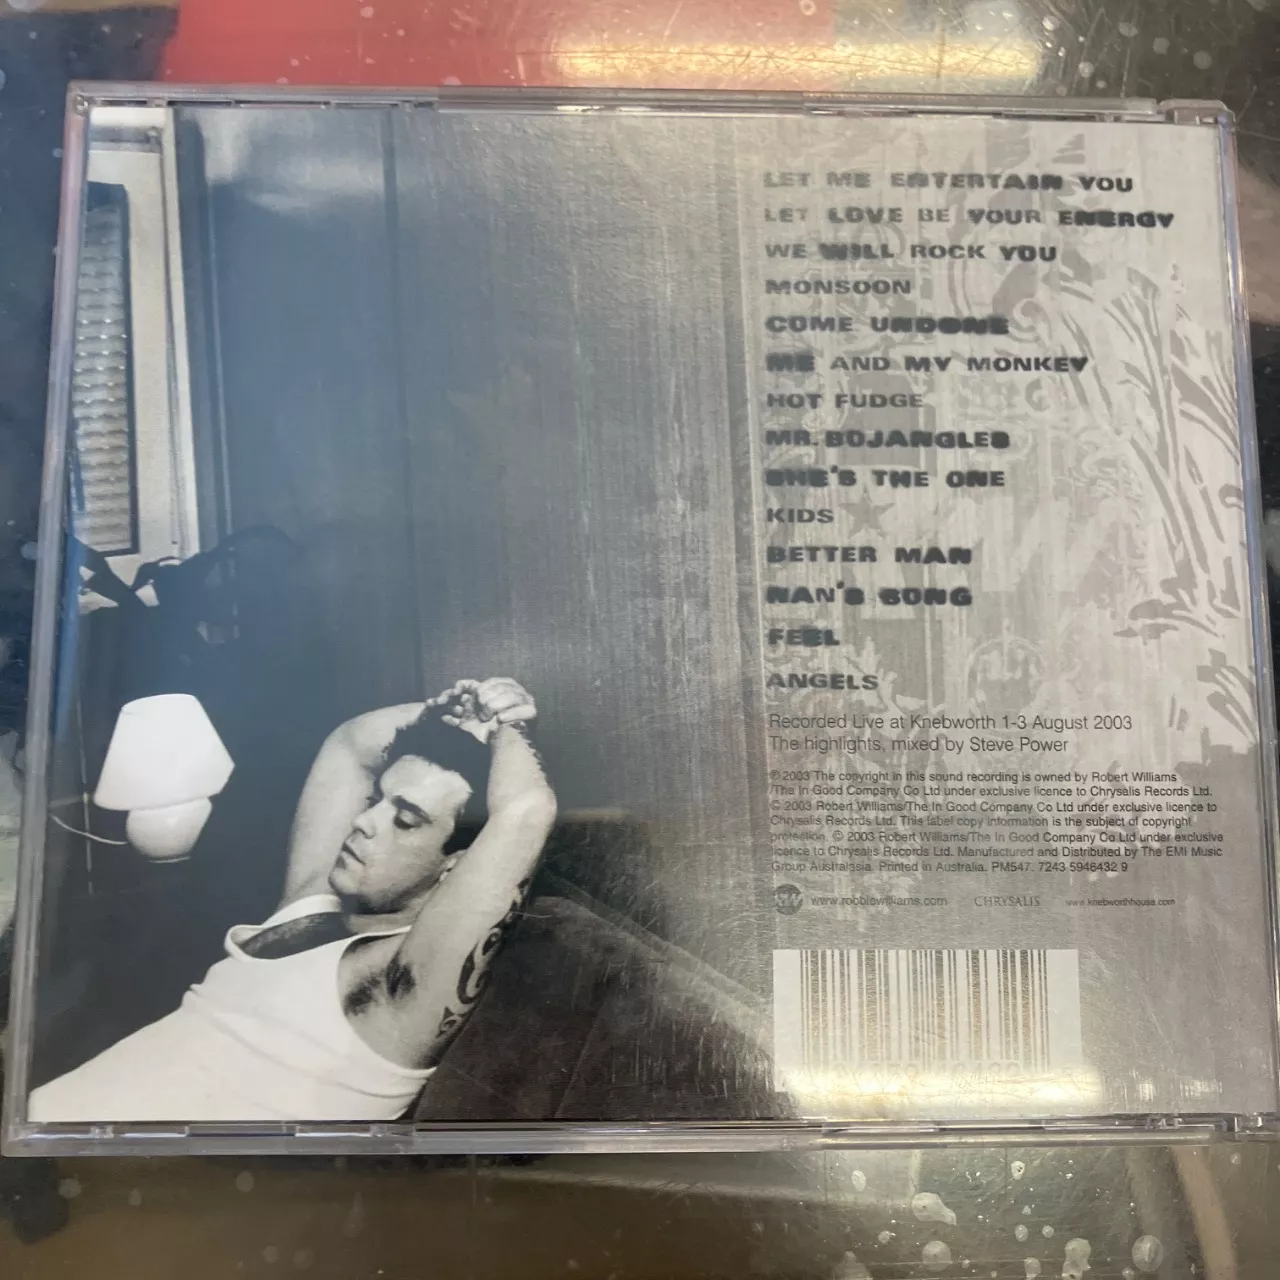 LET ME ENTERTAIN YOU
LET LOVE BE YOUR ENERGY
WE WILL ROCK YOU
MONSOON
COME UNDONE
ME AND MY MONKEY
HOT FUDGE
MR. BOJANGLES
SHE'S THE ONE
KIDS
BETTER MAN
NAN'S SONG
FEEL
ANGELS
Recorded Live at Knebworth 1-3 August 2003
The highlights, mixed by Steve Power
℗ 2003 The copyright in this sound recording is owned by Robert Williams
/The In Good Company Co Ltd under exclusive licence to Chrysalis Records Ltd.
© 2003 Robert Williams/The In Good Company Co Ltd under exclusive licence to
Chrysalis Records Ltd. This label copy information is the subject of copyright
protection. © 2003 Robert Williams/The In Good Company Co Ltd under exclusive
licence to Chrysalis Records Ltd. Manufactured and Distributed by The EMI Music
Group Australasia. Printed in Australia. PM547. 7243 5946432 9
www.robbiewilliams.com CHRYSALIS www.knebworthhouse.com